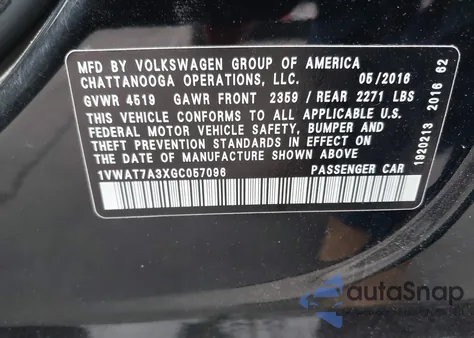 MFD BY VOLKSWAGEN GROUP OF AMERICA
CHATTANOOGA OPERATIONS, LLC. 05/2016
GVWR 4519 GAWR FRONT 2359 / REAR 2271 LBS
THIS VEHICLE CONFORMS TO ALL APPLICABLE U.S.
FEDERAL MOTOR VEHICLE SAFETY, BUMPER AND
THEFT PREVENTION STANDARDS IN EFFECT ON
THE DATE OF MANUFACTURE SHOWN ABOVE
1VWAT7A3XGC057096 PASSENGER CAR
1920213 2016 62
autoSnap